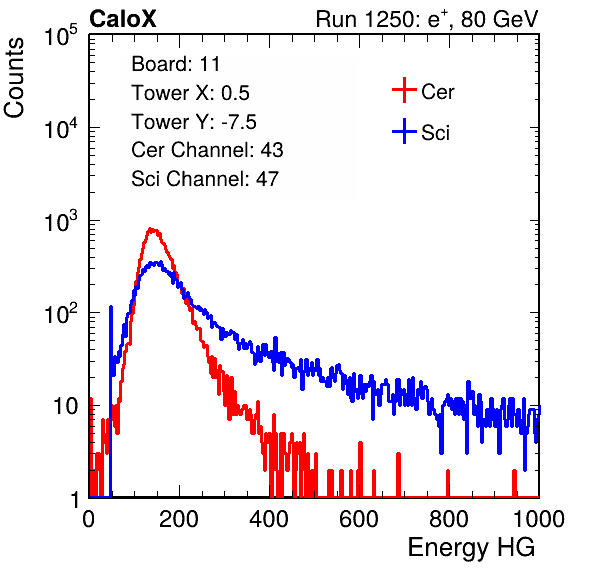 CaloX Run 1250: e⁺, 80 GeV
Counts
Board: 11
Tower X: 0.5
Tower Y: -7.5
Cer Channel: 43
Sci Channel: 47
Cer
Sci
10⁵
10⁴
10³
10²
10
1
0 200 400 600 800 1000
Energy HG